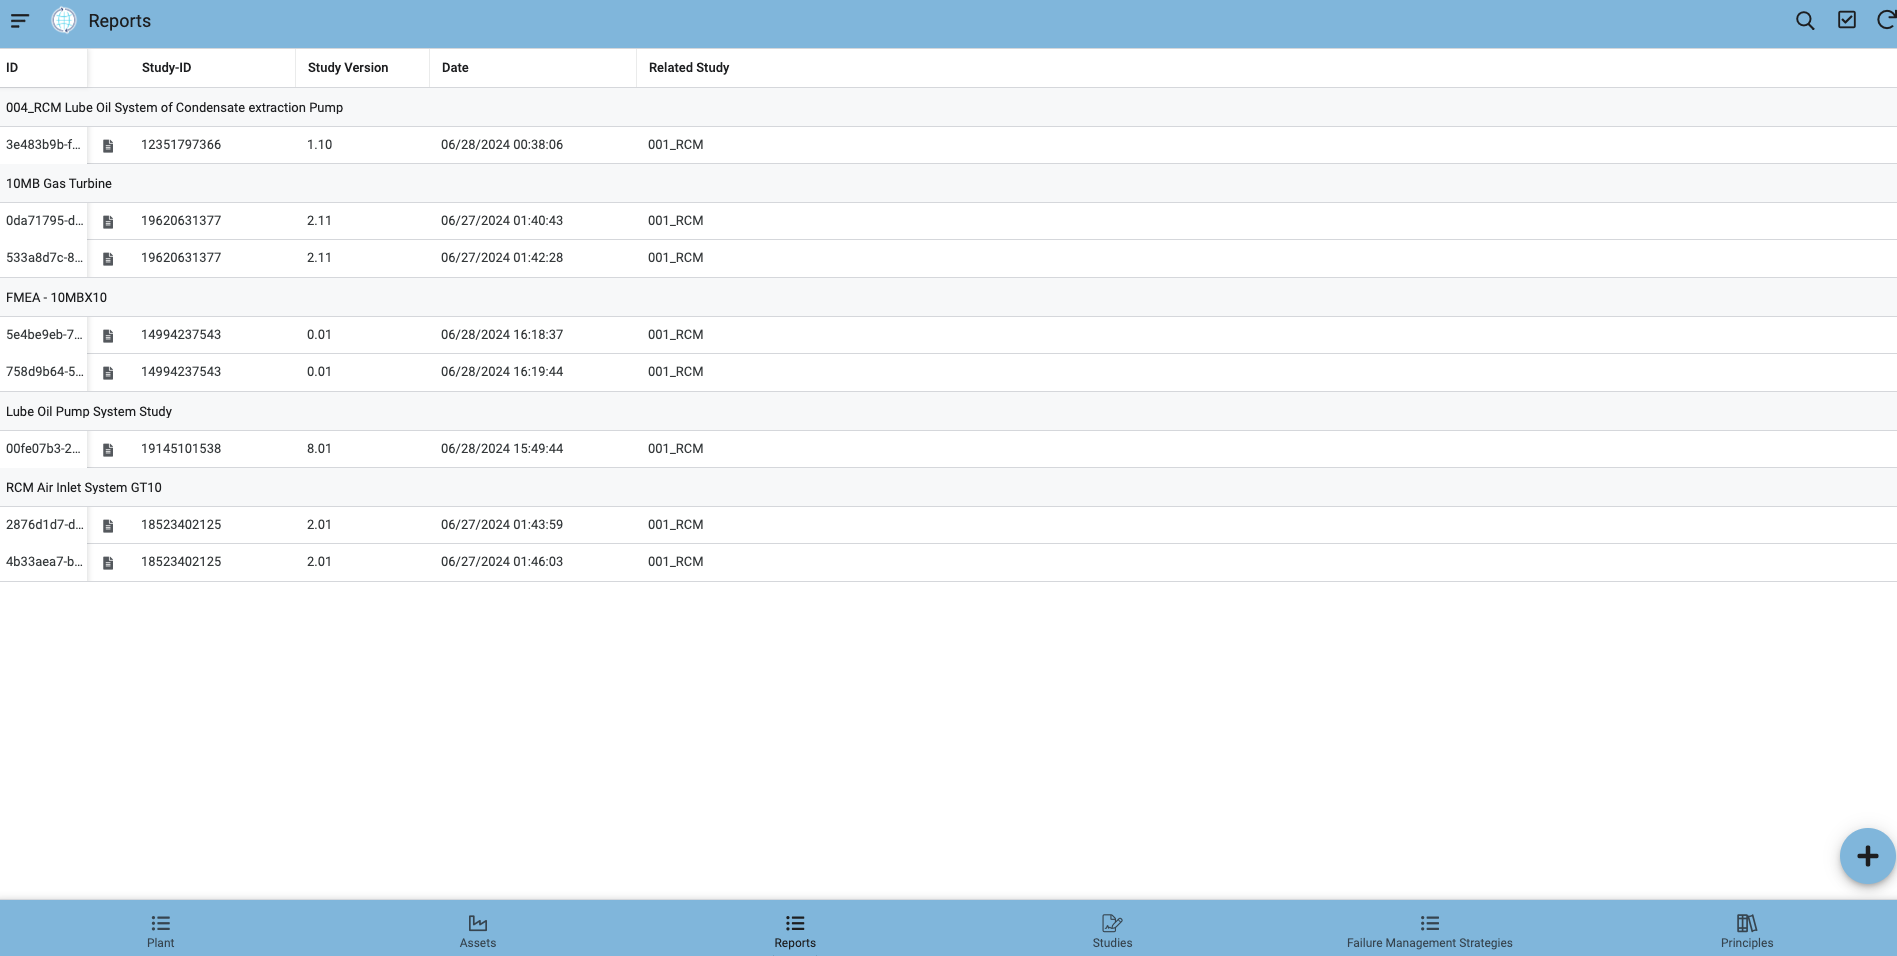 Reports
ID Study-ID Study Version Date Related Study
004_RCM Lube Oil System of Condensate extraction Pump
3e483b9b-f... 12351797366 1.10 06/28/2024 00:38:06 001_RCM
10MB Gas Turbine
0da71795-d... 19620631377 2.11 06/27/2024 01:40:43 001_RCM
533a8d7c-8... 19620631377 2.11 06/27/2024 01:42:28 001_RCM
FMEA - 10MBX10
5e4be9eb-7... 14994237543 0.01 06/28/2024 16:18:37 001_RCM
758d9b64-5... 14994237543 0.01 06/28/2024 16:19:44 001_RCM
Lube Oil Pump System Study
00fe07b3-2... 19145101538 8.01 06/28/2024 15:49:44 001_RCM
RCM Air Inlet System GT10
2876d1d7-d... 18523402125 2.01 06/27/2024 01:43:59 001_RCM
4b33aea7-b... 18523402125 2.01 06/27/2024 01:46:03 001_RCM
Plant Assets Reports Studies Failure Management Strategies Principles